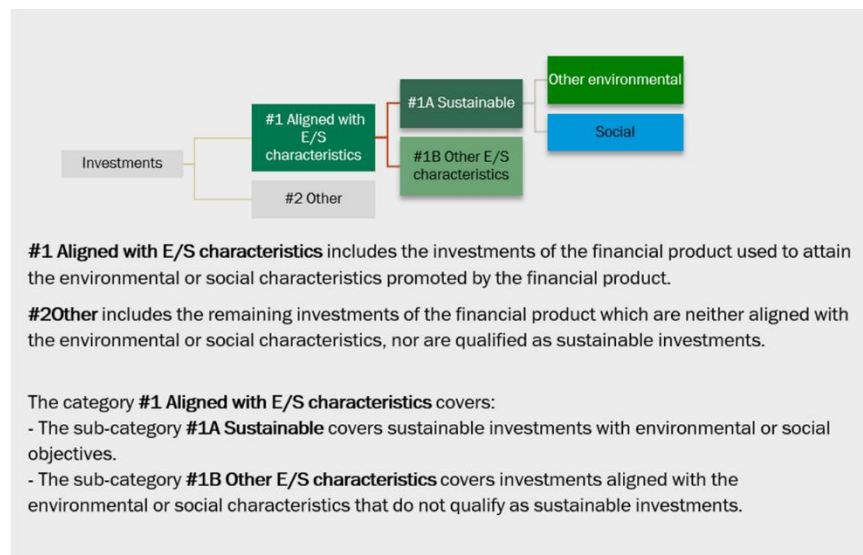 Other environmental
#1A Sustainable
#1 Aligned with
E/S
characteristics
Social
Investments
#1B Other E/S
characteristics
#2 Other
#1 Aligned with E/S characteristics includes the investments of the financial product used to attain
the environmental or social characteristics promoted by the financial product.
#2Other includes the remaining investments of the financial product which are neither aligned with
the environmental or social characteristics, nor are qualified as sustainable investments.
The category #1 Aligned with E/S characteristics covers:
- The sub-category #1A Sustainable covers sustainable investments with environmental or social
objectives.
- The sub-category #1B Other E/S characteristics covers investments aligned with the
environmental or social characteristics that do not qualify as sustainable investments.